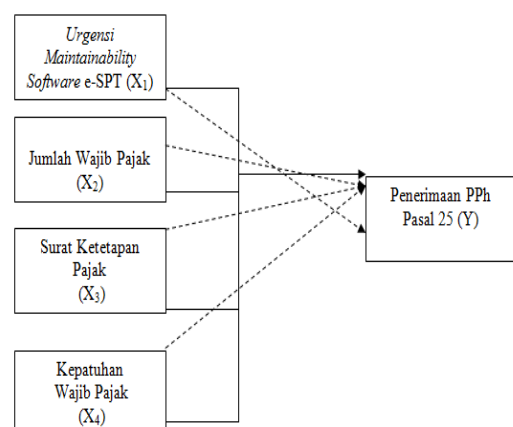 Urgensi
Maintainability
Software e-SPT (X₁)
Jumlah Wajib Pajak
(X₂)
Surat Ketetapan
Pajak
(X₃)
Kepatuhan
Wajib Pajak
(X₄)
Penerimaan PPh
Pasal 25 (Y)